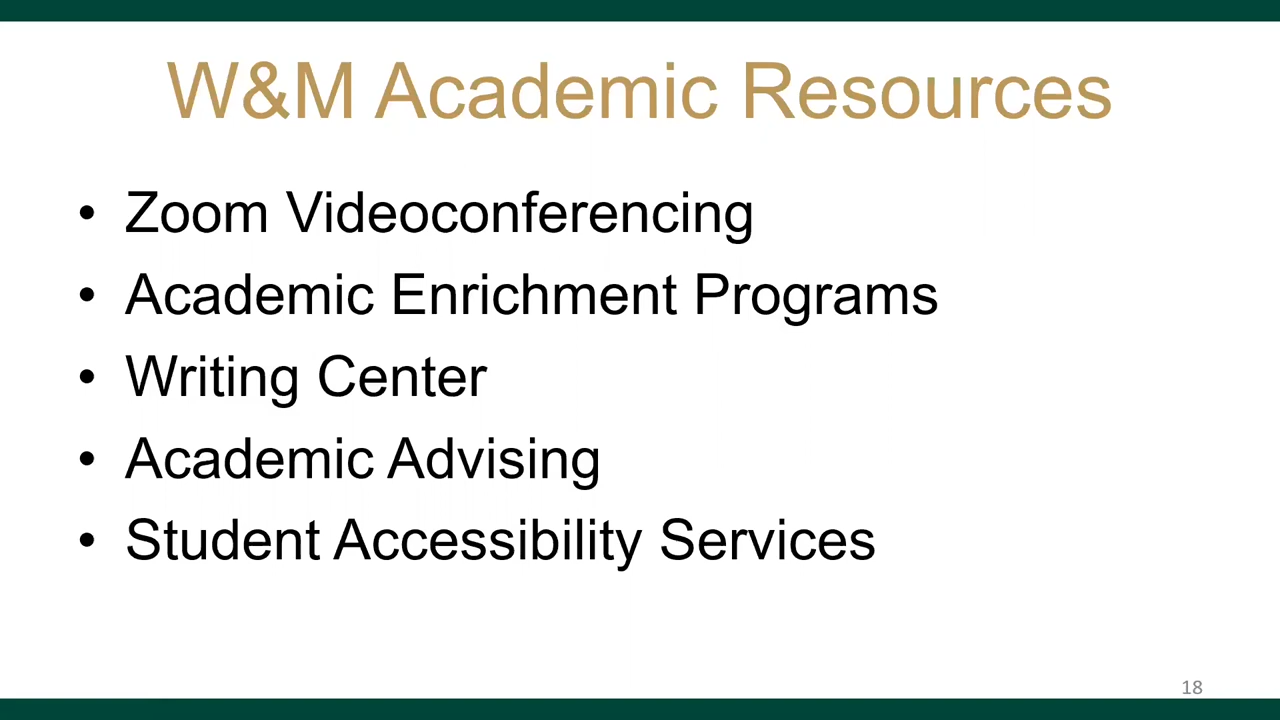 W&M Academic Resources
• Zoom Videoconferencing
• Academic Enrichment Programs
• Writing Center
• Academic Advising
• Student Accessibility Services
18